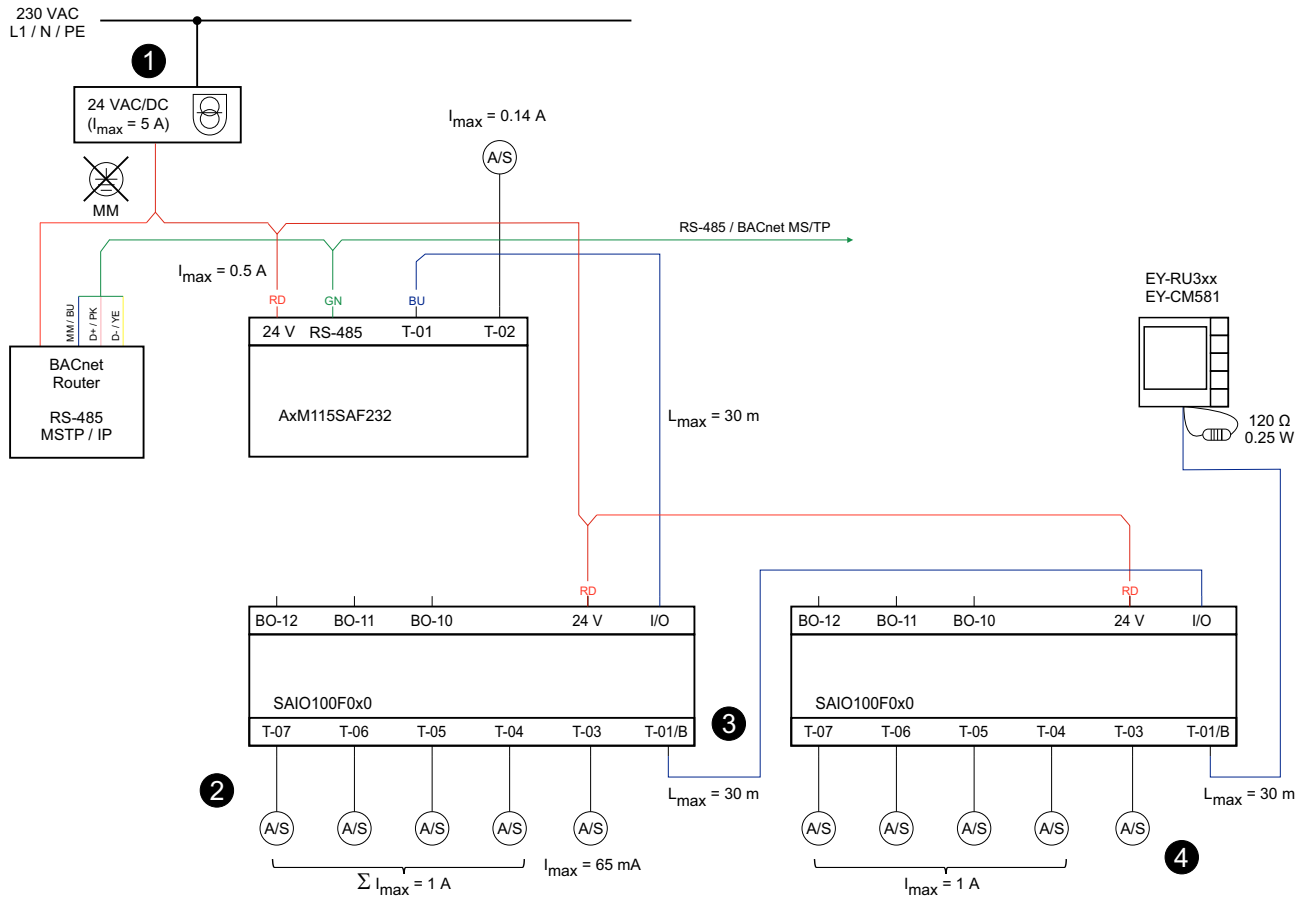 230 VAC
L1 / N / PE
1
24 VAC/DC
(Imax = 5 A)
MM
Imax = 0.14 A
A/S
RS-485 / BACnet MS/TP
Imax = 0.5 A
RD
GN
BU
MM / BU
D+ / PK
D- / YE
24 V RS-485 T-01 T-02
BACnet
Router
RS-485
MSTP / IP
AxM115SAF232
EY-RU3xx
EY-CM581
120 Ω
0.25 W
Lmax = 30 m
RD
RD
BO-12 BO-11 BO-10 24 V I/O
SAIO100F0x0
T-07 T-06 T-05 T-04 T-03 T-01/B
3
BO-12 BO-11 BO-10 24 V I/O
SAIO100F0x0
T-07 T-06 T-05 T-04 T-03 T-01/B
2
Lmax = 30 m
Lmax = 30 m
A/S A/S A/S A/S A/S
A/S A/S A/S A/S A/S
4
Σ Imax = 1 A
Imax = 65 mA
Imax = 1 A